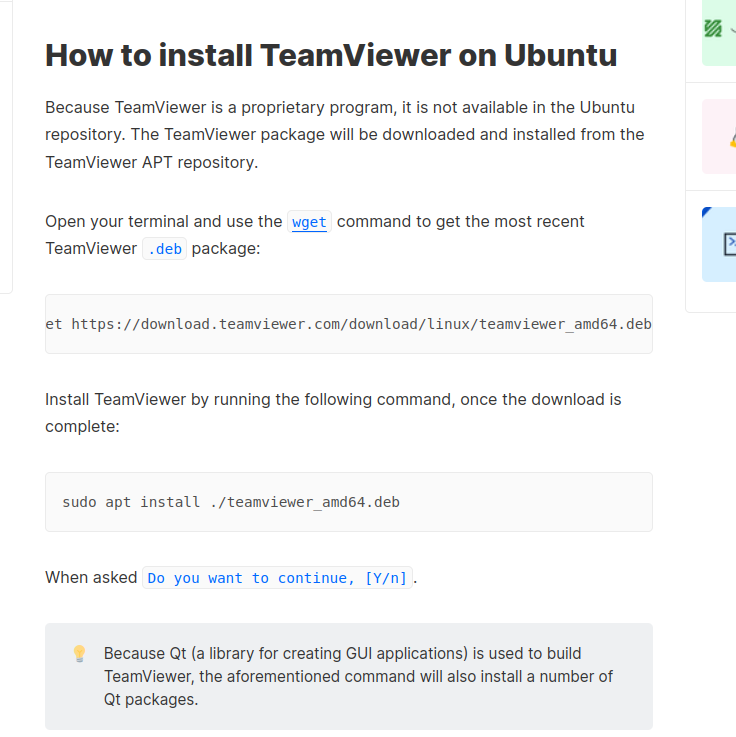 How to install TeamViewer on Ubuntu
Because TeamViewer is a proprietary program, it is not available in the Ubuntu
repository. The TeamViewer package will be downloaded and installed from the
TeamViewer APT repository.
Open your terminal and use the wget command to get the most recent
TeamViewer .deb package:
et https://download.teamviewer.com/download/linux/teamviewer_amd64.deb
Install TeamViewer by running the following command, once the download is
complete:
sudo apt install ./teamviewer_amd64.deb
When asked Do you want to continue, [Y/n].
Because Qt (a library for creating GUI applications) is used to build
TeamViewer, the aforementioned command will also install a number of
Qt packages.